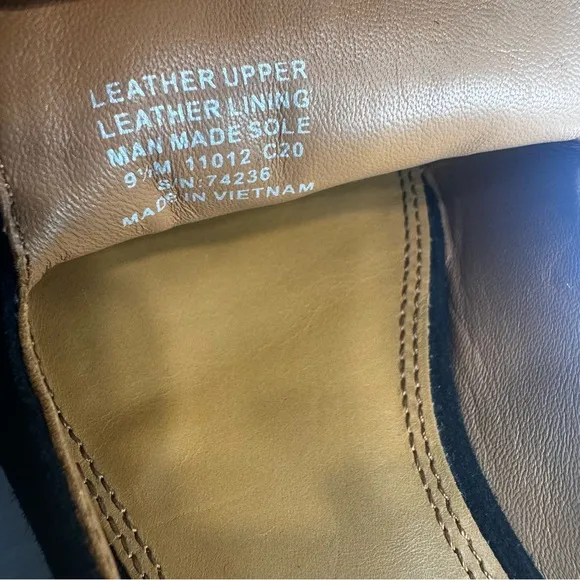 LEATHER UPPER
LEATHER LINING
MAN MADE SOLE
9½M 11012 C20
S/N:74236
MADE IN VIETNAM